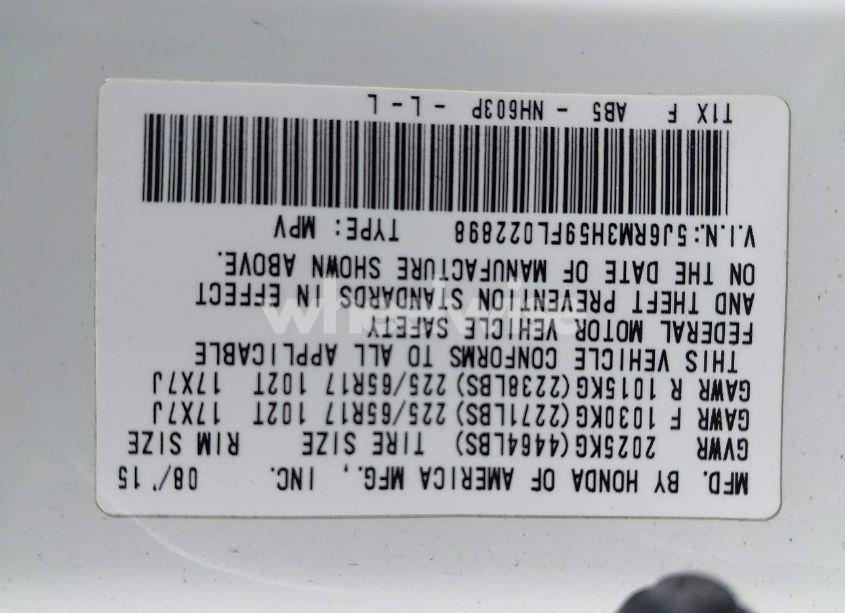 MFD. BY HONDA OF AMERICA MFG., INC. 08/'15
GVWR 2025KG(4464LBS) TIRE SIZE RIM SIZE
GAWR F 1030KG(2271LBS) 225/65R17 102T 17X7J
GAWR R 1015KG(2238LBS) 225/65R17 102T 17X7J
THIS VEHICLE CONFORMS TO ALL APPLICABLE
FEDERAL MOTOR VEHICLE SAFETY
AND THEFT PREVENTION STANDARDS IN EFFECT
ON THE DATE OF MANUFACTURE SHOWN ABOVE.
V.I.N:5J6RM3H59FL022898 TYPE: MPV
T1X F AB5 - NH603P - L - L